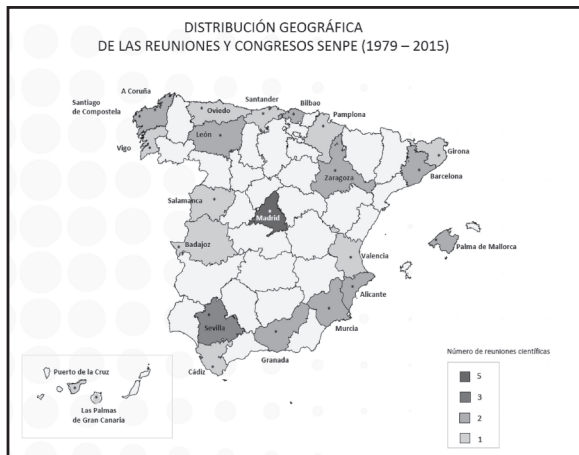 DISTRIBUCIÓN GEOGRÁFICA
DE LAS REUNIONES Y CONGRESOS SENPE (1979 – 2015)
A Coruña
Santiago
de Compostela
Oviedo
Santander
Bilbao
Pamplona
León
Vigo
Girona
Zaragoza
Barcelona
Salamanca
Madrid
Badajoz
Palma de Mallorca
Valencia
Alicante
Sevilla
Murcia
Granada
Cádiz
Puerto de la Cruz
Las Palmas
de Gran Canaria
Número de reuniones científicas
5
3
2
1